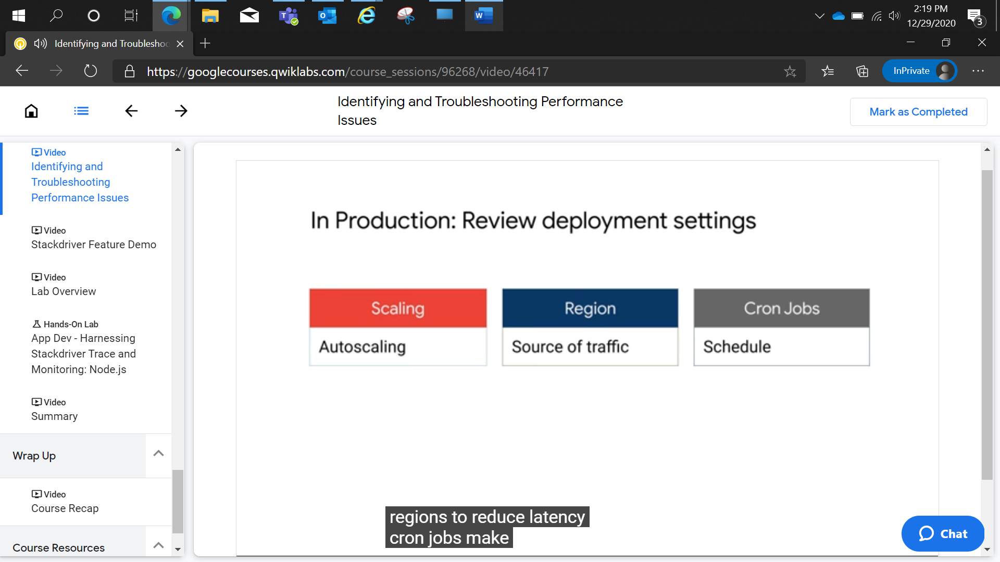 2:19 PM
12/29/2020
3
Identifying and Troubleshoo
https://googlecourses.qwiklabs.com/course_sessions/96268/video/46417
InPrivate
Identifying and Troubleshooting Performance
Issues
Mark as Completed
Video
Identifying and
Troubleshooting
Performance Issues
Video
Stackdriver Feature Demo
Video
Lab Overview
Hands-On Lab
App Dev - Harnessing
Stackdriver Trace and
Monitoring: Node.js
Video
Summary
Wrap Up
Video
Course Recap
Course Resources
In Production: Review deployment settings
Scaling
Region
Cron Jobs
Autoscaling
Source of traffic
Schedule
regions to reduce latency
cron jobs make
Chat